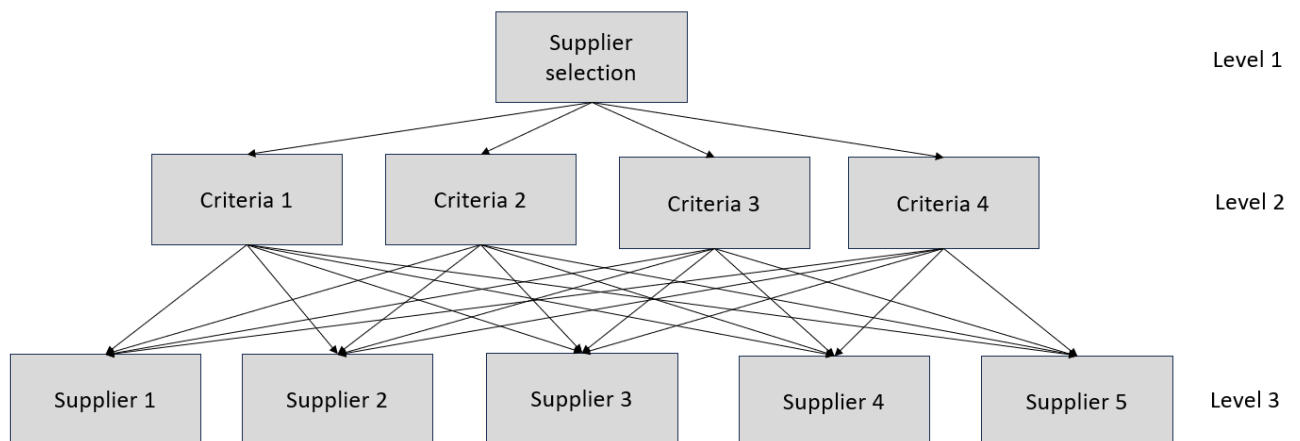 Supplier
selection
Level 1
Criteria 1
Criteria 2
Criteria 3
Criteria 4
Level 2
Supplier 1
Supplier 2
Supplier 3
Supplier 4
Supplier 5
Level 3